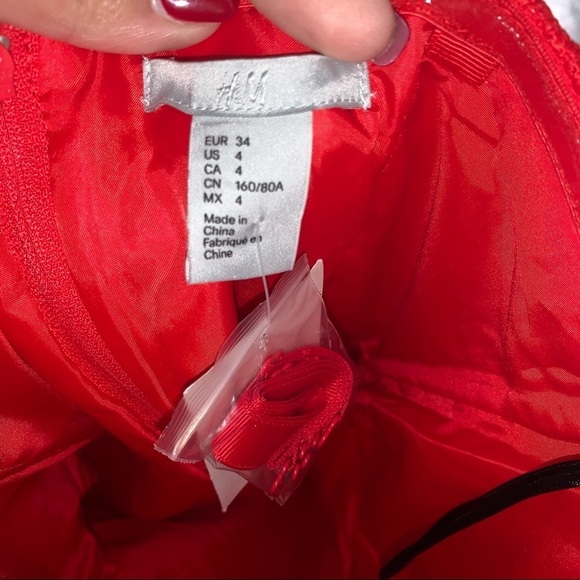 H&M
EUR 34
US 4
CA 4
CN 160/80A
MX 4
Made in
China
Fabriqué en
Chine